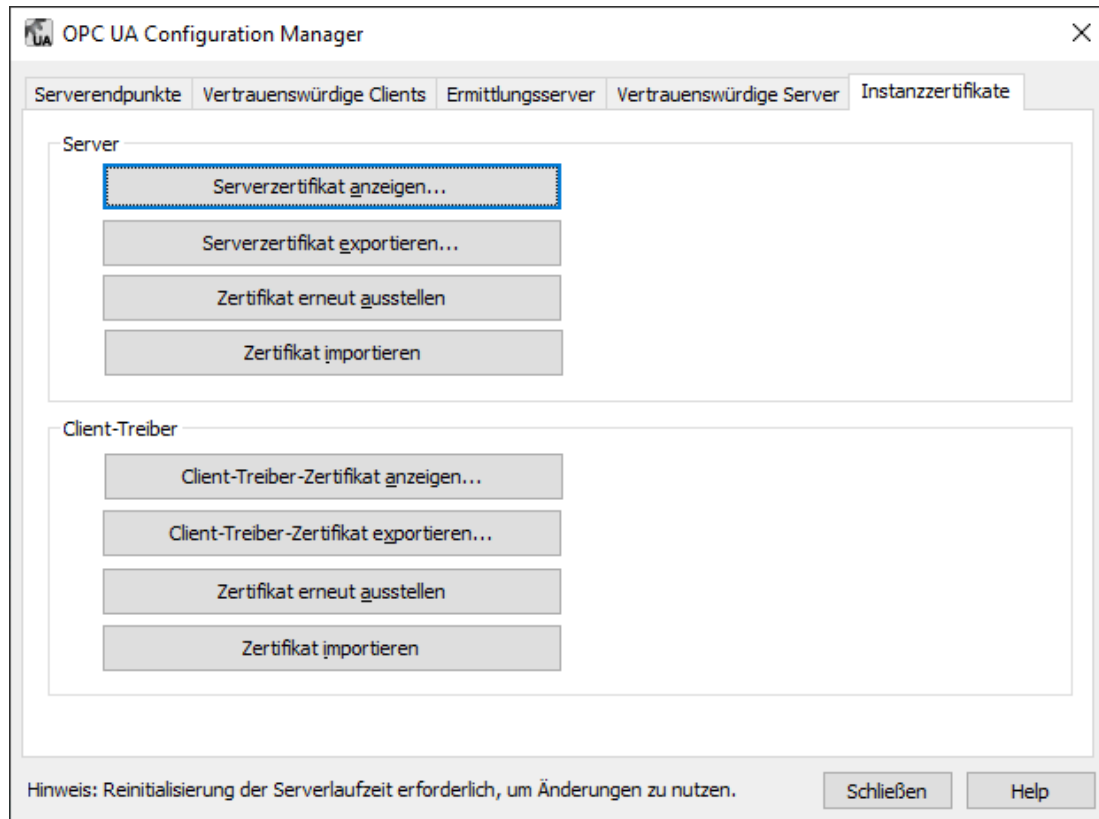 UA OPC UA Configuration Manager
Serverendpunkte Vertrauenswürdige Clients Ermittlungsserver Vertrauenswürdige Server Instanzzertifikate
Server
Serverzertifikat anzeigen...
Serverzertifikat exportieren...
Zertifikat erneut ausstellen
Zertifikat importieren
Client-Treiber
Client-Treiber-Zertifikat anzeigen...
Client-Treiber-Zertifikat exportieren...
Zertifikat erneut ausstellen
Zertifikat importieren
Hinweis: Reinitialisierung der Serverlaufzeit erforderlich, um Änderungen zu nutzen. Schließen Help